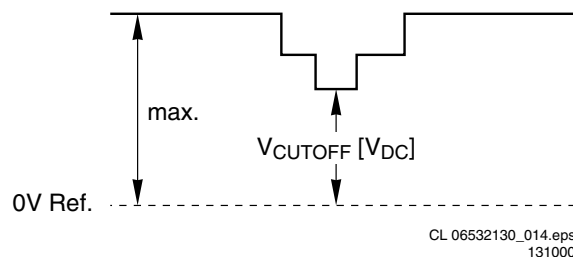 max.
VCUTOFF [VDC]
0V Ref.
CL 06532130_014.eps
131000